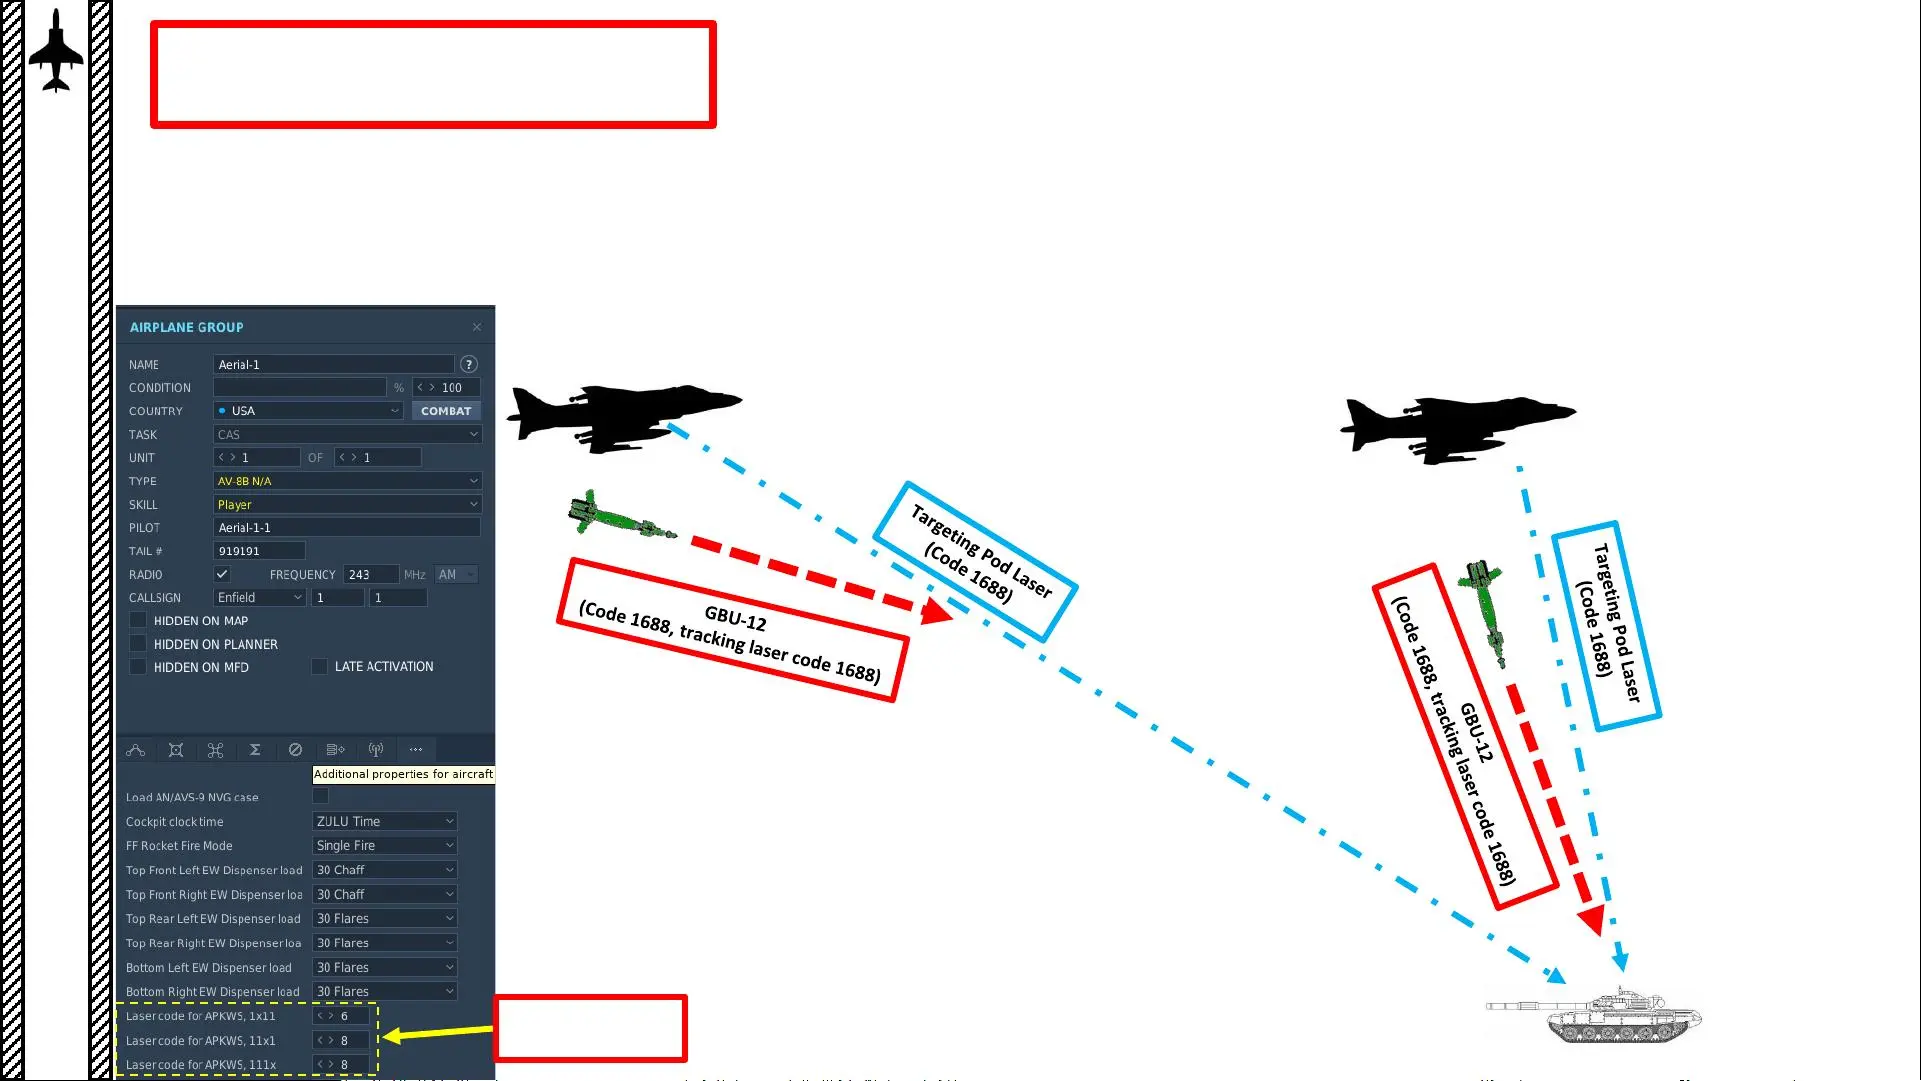 AIRPLANE GROUP
NAME Aerial-1 ?
CONDITION % < > 100
COUNTRY USA COMBAT
TASK CAS
UNIT < > 1 OF < > 1
TYPE AV-8B N/A
SKILL Player
PILOT Aerial-1-1
TAIL # 919191
RADIO FREQUENCY 243 MHz AM
CALLSIGN Enfield 1 1
HIDDEN ON MAP
HIDDEN ON PLANNER
HIDDEN ON MFD LATE ACTIVATION
Additional properties for aircraft
Load AN/AVS-9 NVG case
Cockpit clock time ZULU Time
FF Rocket Fire Mode Single Fire
Top Front Left EW Dispenser load 30 Chaff
Top Front Right EW Dispenser loa 30 Chaff
Top Rear Left EW Dispenser load 30 Flares
Top Rear Right EW Dispenser loa 30 Flares
Bottom Left EW Dispenser load 30 Flares
Bottom Right EW Dispenser load 30 Flares
Laser code for APKWS, 1x11 < > 6
Laser code for APKWS, 11x1 < > 8
Laser code for APKWS, 111x < > 8
Targeting Pod Laser
(Code 1688)
GBU-12
(Code 1688, tracking laser code 1688)
Targeting Pod Laser
(Code 1688)
GBU-12
(Code 1688, tracking laser code 1688)